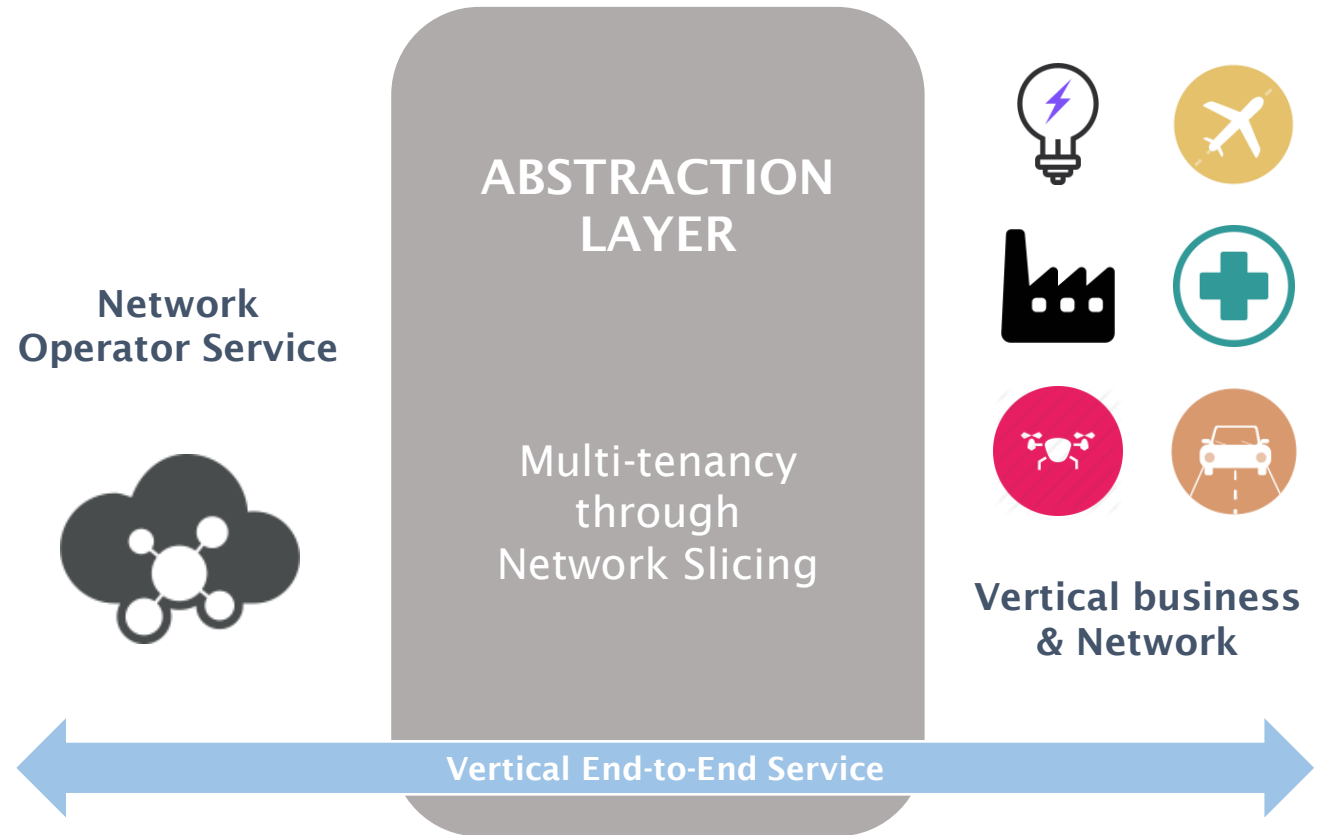 Network
Operator Service
ABSTRACTION
LAYER
Multi-tenancy
through
Network Slicing
Vertical business
& Network
Vertical End-to-End Service